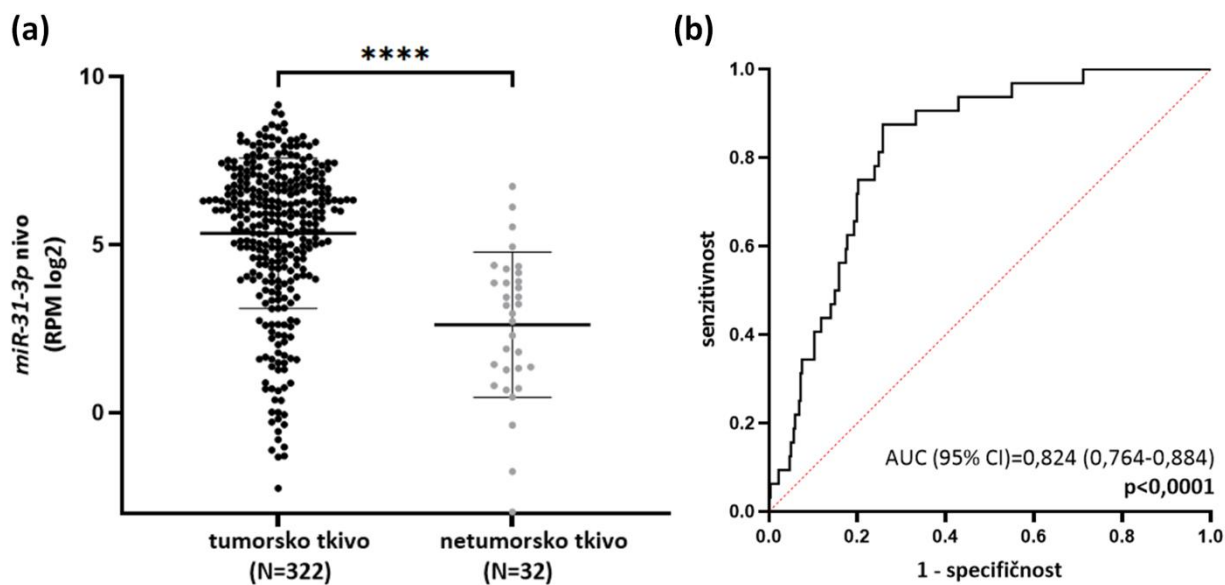 (a)
****
10
5
0
miR-31-3p nivo
(RPM log2)
tumorsko tkivo
(N=322)
netumorsko tkivo
(N=32)
(b)
1.0
0.8
0.6
0.4
0.2
0.0
senzitivnost
AUC (95% CI)=0,824 (0,764-0,884)
p<0,0001
0.0 0.2 0.4 0.6 0.8 1.0
1 - specifičnost